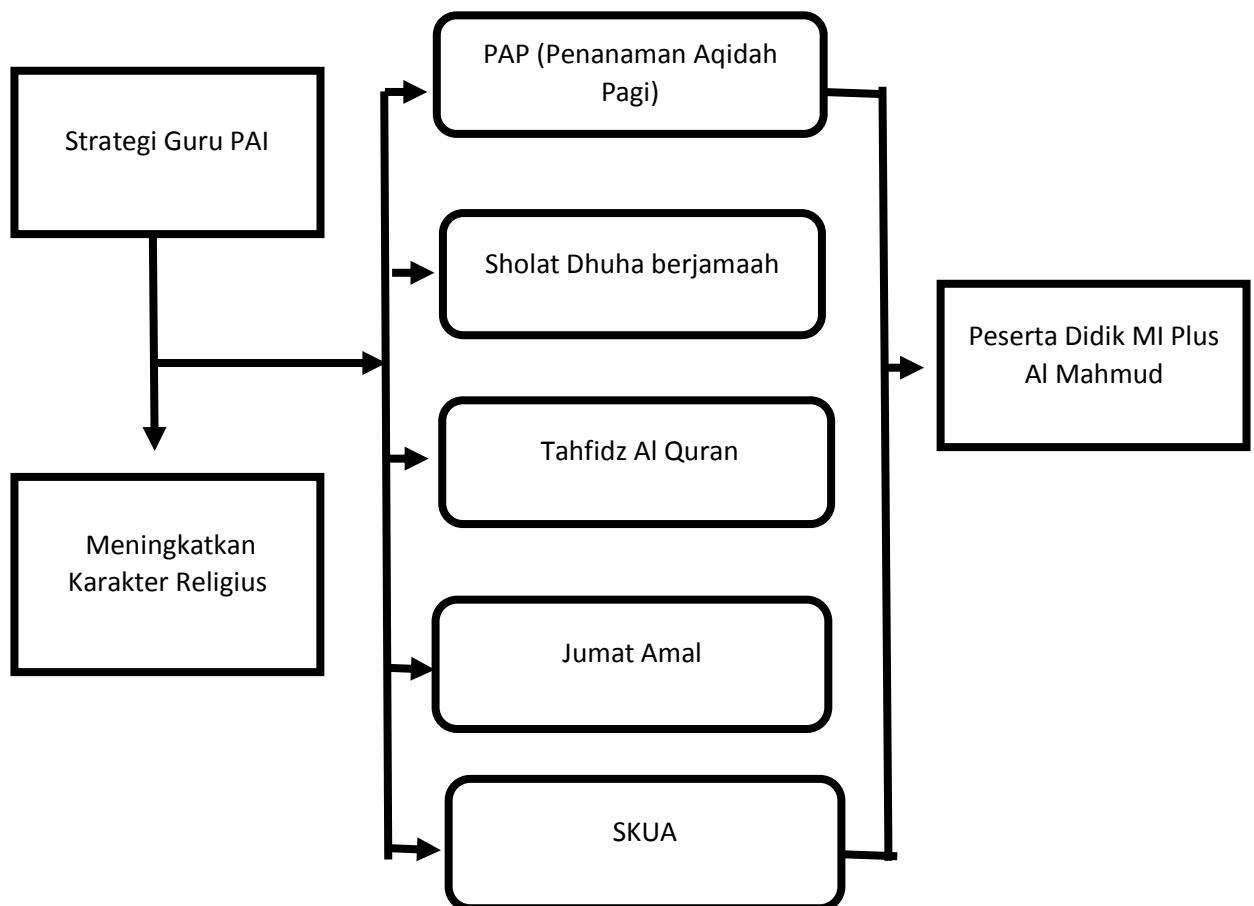 Strategi Guru PAI
Meningkatkan
Karakter Religius
PAP (Penanaman Aqidah
Pagi)
Sholat Dhuha berjamaah
Tahfidz Al Quran
Jumat Amal
SKUA
Peserta Didik MI Plus
Al Mahmud